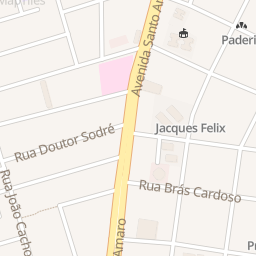 Avenida Santo A
Paderi
Jacques Felix
Rua Doutor Sodré
Rua Brás Cardoso
Rua João Cacho
Amaro